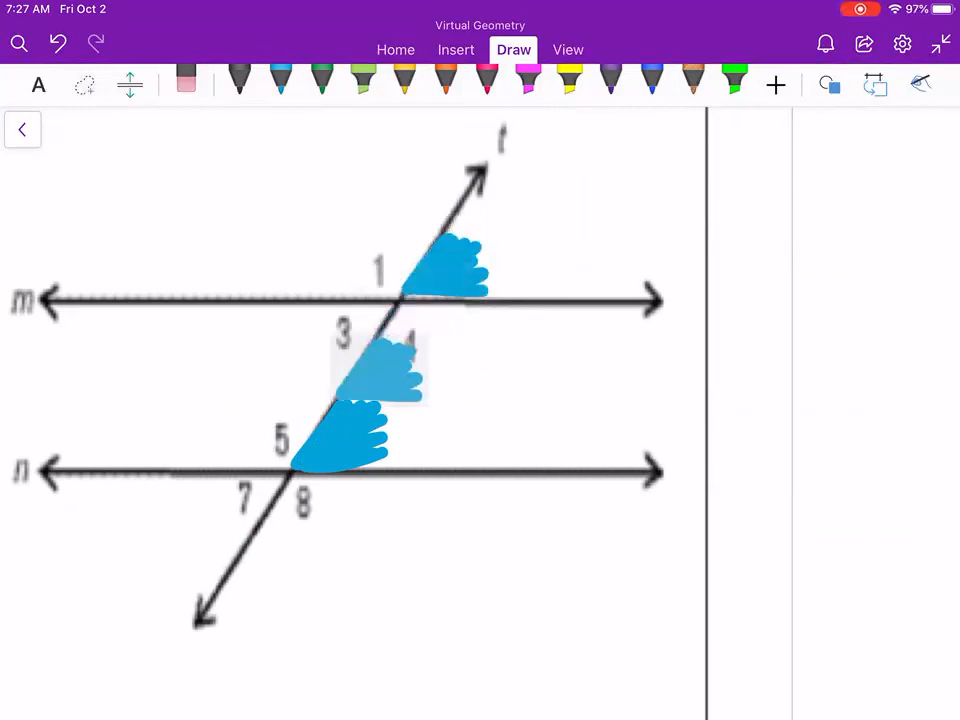 7:27 AM Fri Oct 2
97%
Virtual Geometry
Home Insert Draw View
A
t
1
m
3 4
5
n
7 8